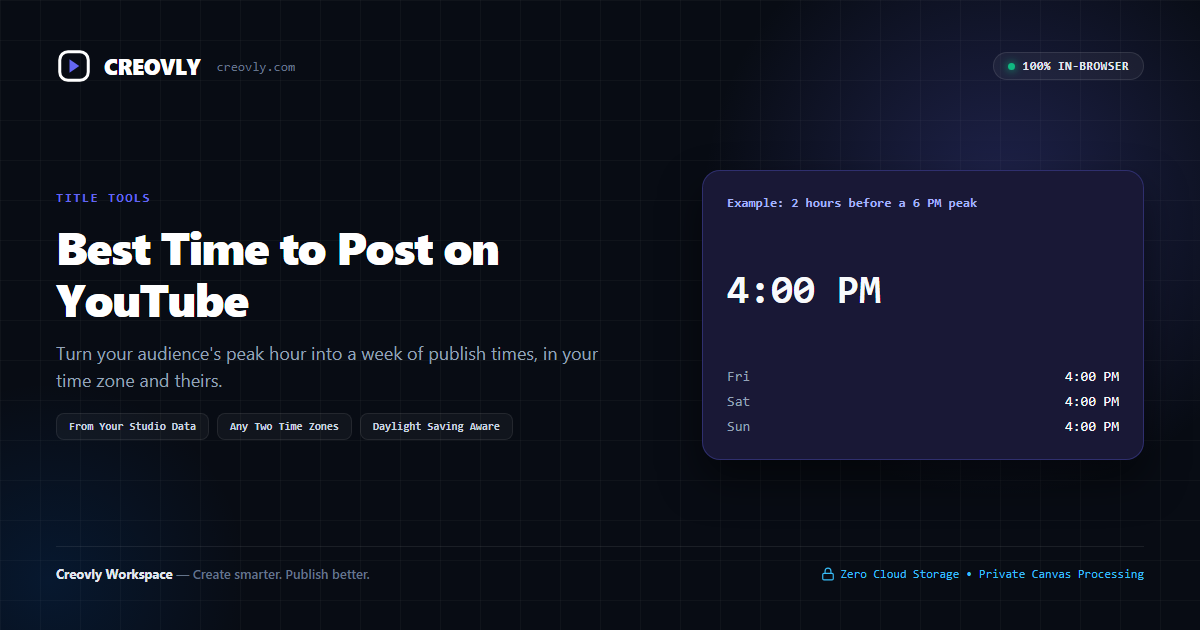 CREOVLY creovly.com
100% IN-BROWSER
TITLE TOOLS
Best Time to Post on
YouTube
Turn your audience's peak hour into a week of publish times, in your
time zone and theirs.
From Your Studio Data
Any Two Time Zones
Daylight Saving Aware
Example: 2 hours before a 6 PM peak
4:00 PM
Fri 4:00 PM
Sat 4:00 PM
Sun 4:00 PM
Creovly Workspace — Create smarter. Publish better.
Zero Cloud Storage • Private Canvas Processing